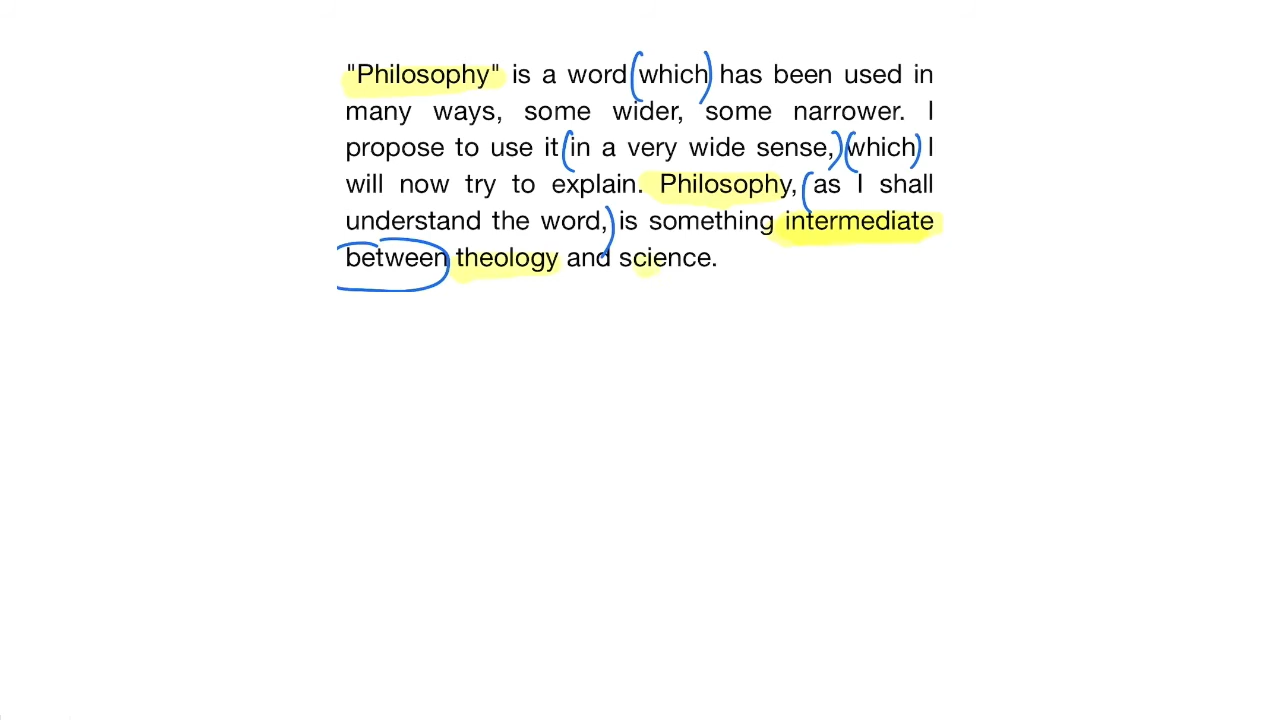 "Philosophy" is a word (which) has been used in
many ways, some wider, some narrower. I
propose to use it (in a very wide sense,) (which) I
will now try to explain. Philosophy, (as I shall
understand the word,) is something intermediate
between theology and science.